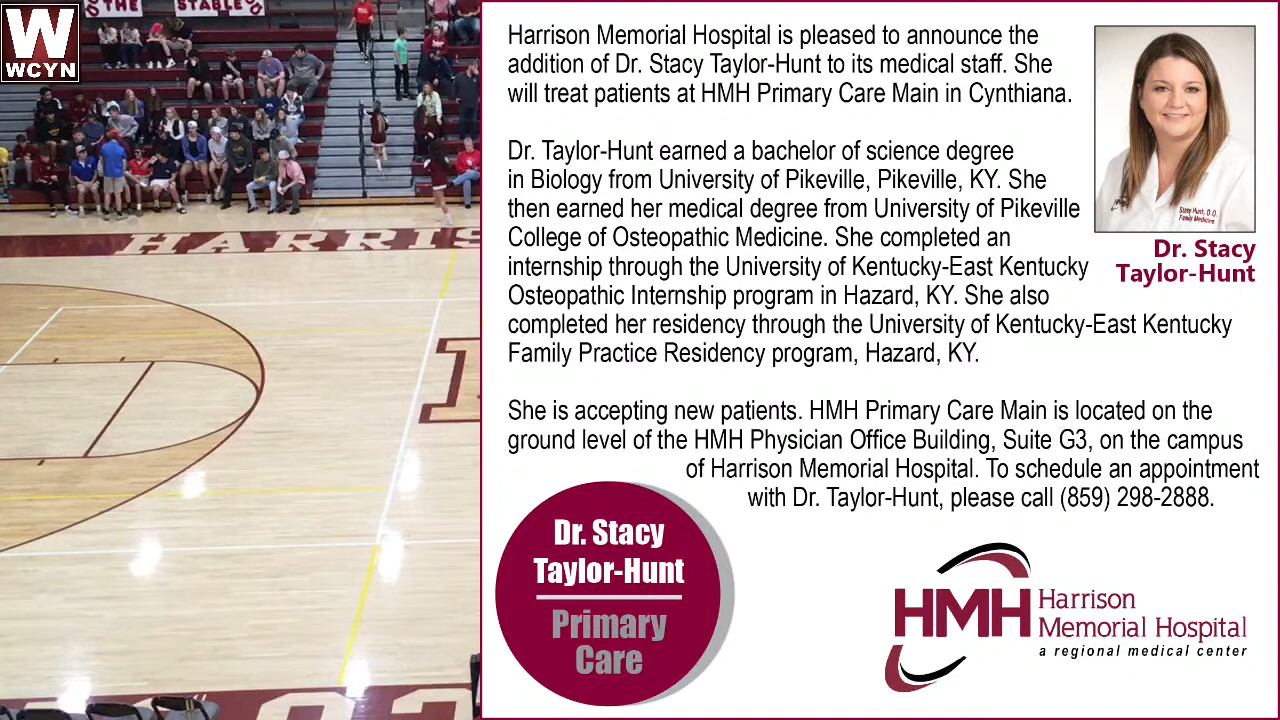 W
WCYN
THE
STABLE
HARRIS
Harrison Memorial Hospital is pleased to announce the
addition of Dr. Stacy Taylor-Hunt to its medical staff. She
will treat patients at HMH Primary Care Main in Cynthiana.
Dr. Taylor-Hunt earned a bachelor of science degree
in Biology from University of Pikeville, Pikeville, KY. She
then earned her medical degree from University of Pikeville
College of Osteopathic Medicine. She completed an
internship through the University of Kentucky-East Kentucky
Osteopathic Internship program in Hazard, KY. She also
completed her residency through the University of Kentucky-East Kentucky
Family Practice Residency program, Hazard, KY.
She is accepting new patients. HMH Primary Care Main is located on the
ground level of the HMH Physician Office Building, Suite G3, on the campus
of Harrison Memorial Hospital. To schedule an appointment
with Dr. Taylor-Hunt, please call (859) 298-2888.
Stacy Hunt, D.O.
Family Medicine
Dr. Stacy
Taylor-Hunt
Dr. Stacy
Taylor-Hunt
Primary
Care
HMH Harrison
Memorial Hospital
a regional medical center